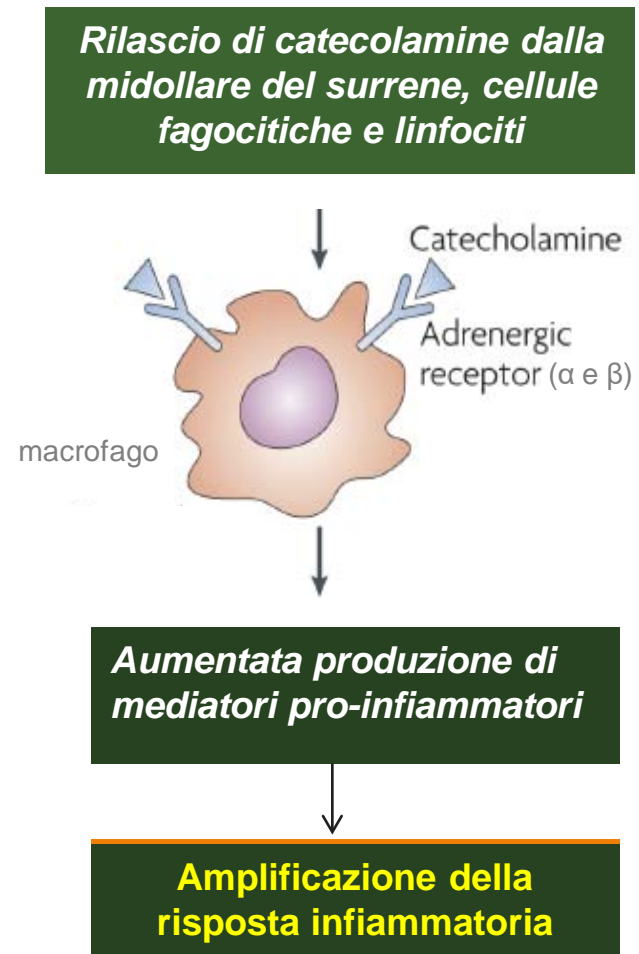 Rilascio di catecolamine dalla
midollare del surrene, cellule
fagocitiche e linfociti
Catecholamine
Adrenergic
receptor (α e β)
macrofago
Aumentata produzione di
mediatori pro-infiammatori
Amplificazione della
risposta infiammatoria